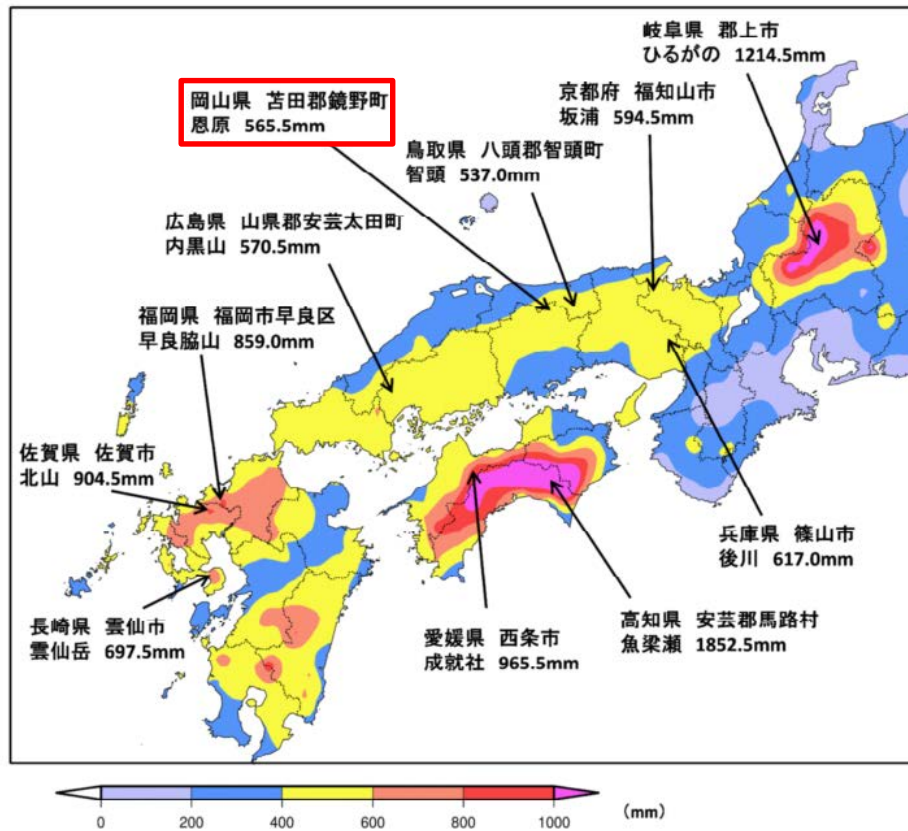 岐阜県 郡上市
ひるがの 1214.5mm
岡山県 苫田郡鏡野町
恩原 565.5mm
京都府 福知山市
坂浦 594.5mm
鳥取県 八頭郡智頭町
智頭 537.0mm
広島県 山県郡安芸太田町
内黒山 570.5mm
福岡県 福岡市早良区
早良脇山 859.0mm
佐賀県 佐賀市
北山 904.5mm
兵庫県 篠山市
後川 617.0mm
長崎県 雲仙市
雲仙岳 697.5mm
愛媛県 西条市
成就社 965.5mm
高知県 安芸郡馬路村
魚梁瀬 1852.5mm
0 200 400 600 800 1000 (mm)